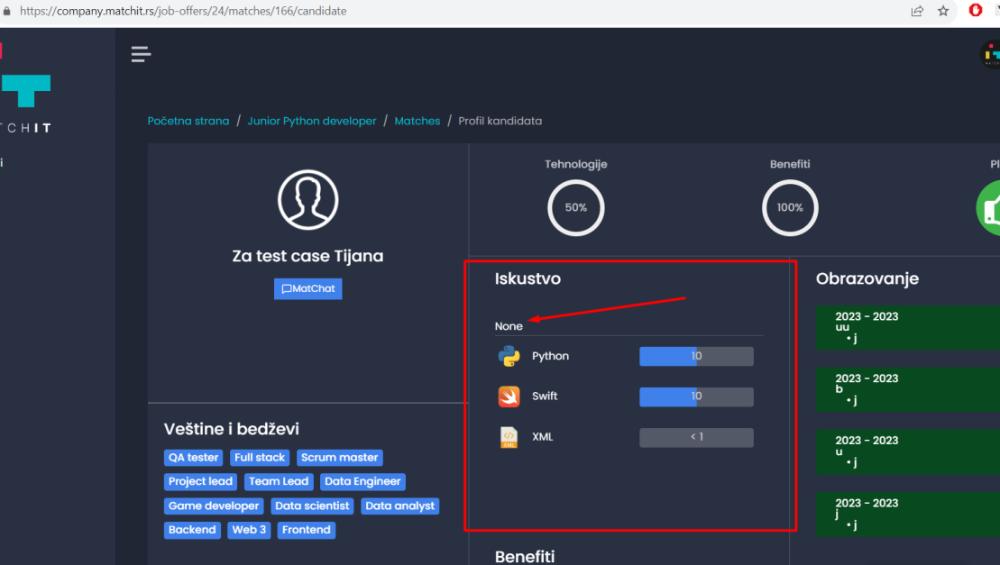 https://company.matchit.rs/job-offers/24/matches/166/candidate
CHIT
i
Početna strana / Junior Python developer / Matches / Profil kandidata
Za test case Tijana
MatChat
Tehnologije
50%
Benefiti
100%
Iskustvo
None
Python
10
Swift
10
XML
< 1
Obrazovanje
2023 - 2023
uu
• j
2023 - 2023
b
• j
2023 - 2023
u
• j
2023 - 2023
j
• j
Veštine i bedževi
QA tester Full stack Scrum master
Project lead Team Lead Data Engineer
Game developer Data scientist Data analyst
Backend Web 3 Frontend
Benefiti